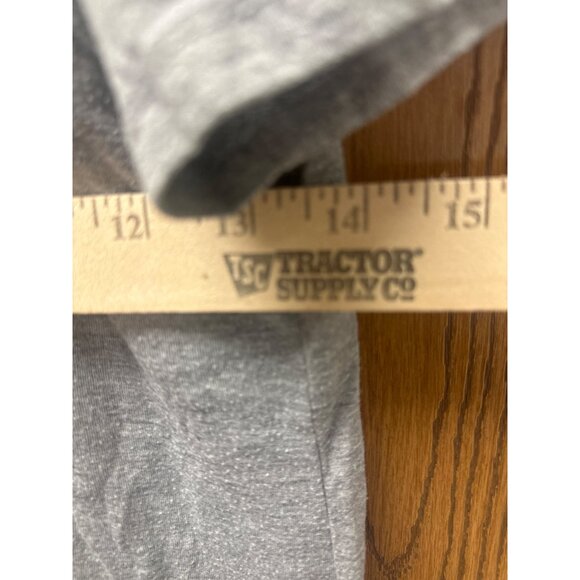 12 13 14 15
TSC TRACTOR
SUPPLY CO